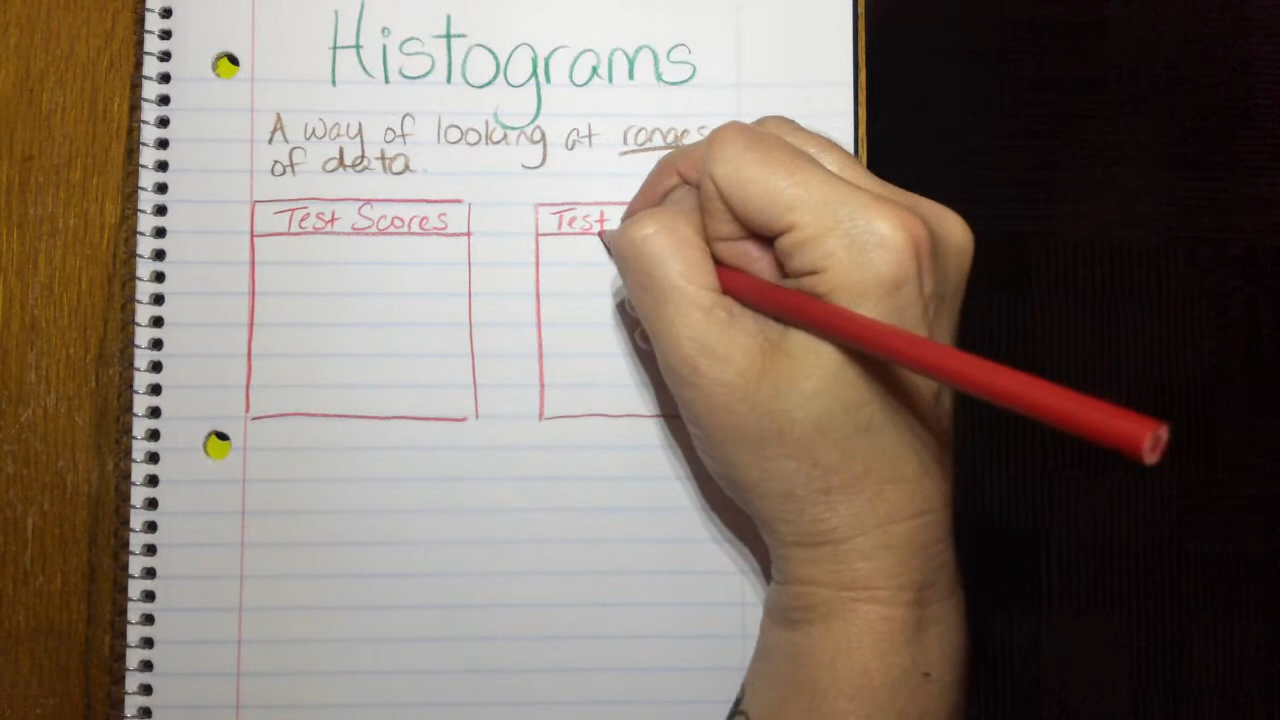 Histograms
A way of looking at ranges
of data.
Test Scores
Test